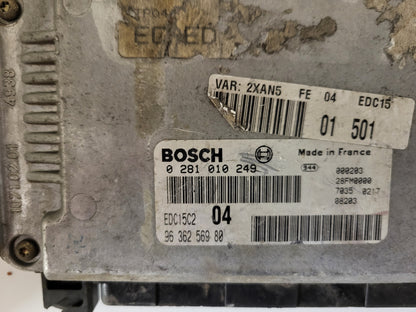 VAR: 2XAN5 FE 04 EDC15
01 501
BOSCH
Made in France
0 281 010 249
944
000203
28FM0000
7035 0217
08203
EDC15C2 04
96 362 569 80